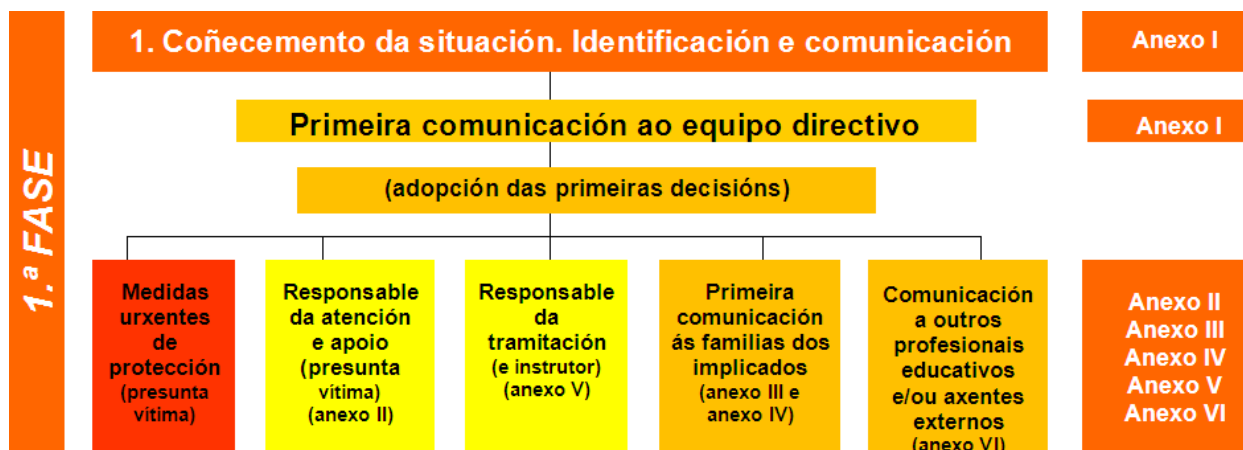 1.ª FASE
1. Coñecemento da situación. Identificación e comunicación
Anexo I
Primeira comunicación ao equipo directivo
Anexo I
(adopción das primeiras decisións)
Medidas
urxentes
de
protección
(presunta
vítima)
Responsable
da atención
e apoio
(presunta
vítima)
(anexo II)
Responsable
da
tramitación
(e instrutor)
(anexo V)
Primeira
comunicación
ás familias dos
implicados
(anexo III e
anexo IV)
Comunicación
a outros
profesionais
educativos
e/ou axentes
externos
(anexo VI)
Anexo II
Anexo III
Anexo IV
Anexo V
Anexo VI